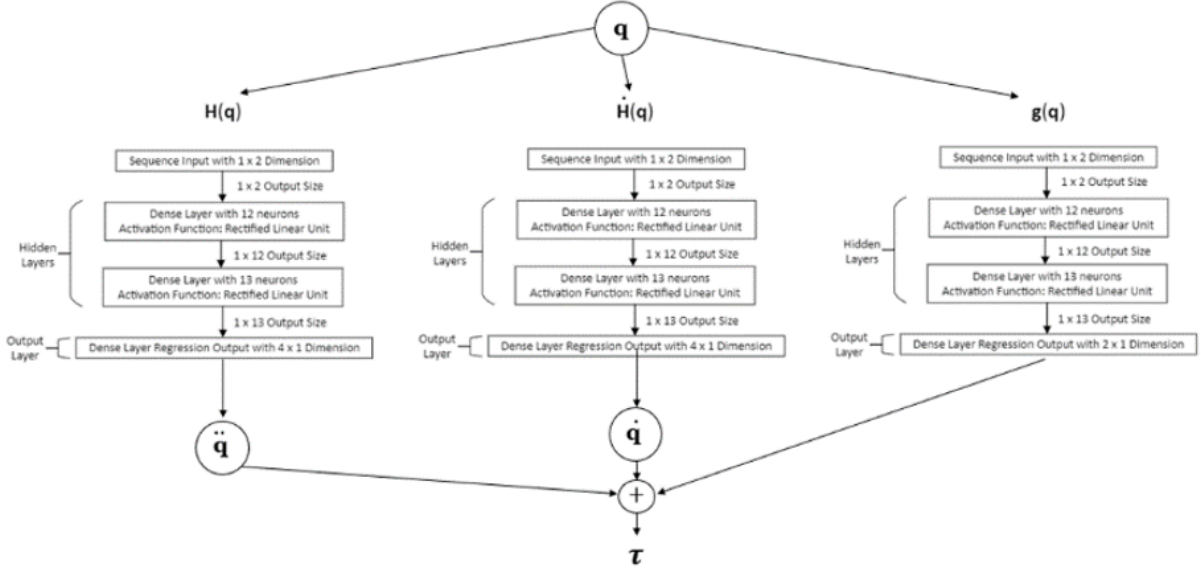 q
H(q)
Ḣ(q)
g(q)
Sequence Input with 1 x 2 Dimension
1 x 2 Output Size
Hidden
Layers
Dense Layer with 12 neurons
Activation Function: Rectified Linear Unit
1 x 12 Output Size
Dense Layer with 13 neurons
Activation Function: Rectified Linear Unit
1 x 13 Output Size
Output
Layer
Dense Layer Regression Output with 4 x 1 Dimension
q̈
Sequence Input with 1 x 2 Dimension
1 x 2 Output Size
Hidden
Layers
Dense Layer with 12 neurons
Activation Function: Rectified Linear Unit
1 x 12 Output Size
Dense Layer with 13 neurons
Activation Function: Rectified Linear Unit
1 x 13 Output Size
Output
Layer
Dense Layer Regression Output with 4 x 1 Dimension
q̇
Sequence Input with 1 x 2 Dimension
1 x 2 Output Size
Hidden
Layers
Dense Layer with 12 neurons
Activation Function: Rectified Linear Unit
1 x 12 Output Size
Dense Layer with 13 neurons
Activation Function: Rectified Linear Unit
1 x 13 Output Size
Output
Layer
Dense Layer Regression Output with 2 x 1 Dimension
+
τ